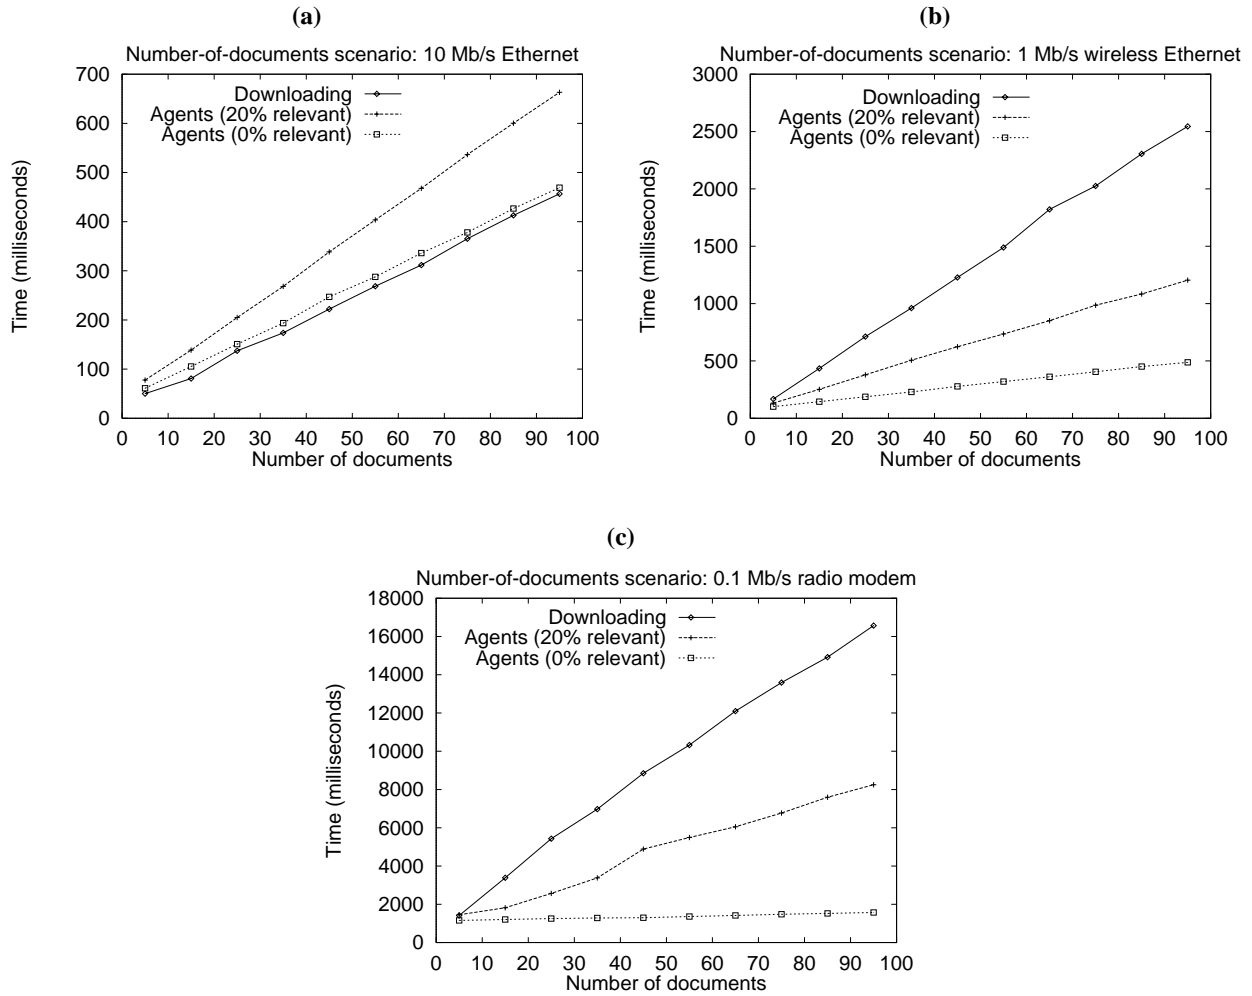 (a)
Number-of-documents scenario: 10 Mb/s Ethernet
Downloading
Agents (20% relevant)
Agents (0% relevant)
700
600
500
400
300
200
100
0
Time (milliseconds)
0 10 20 30 40 50 60 70 80 90 100
Number of documents
(b)
Number-of-documents scenario: 1 Mb/s wireless Ethernet
Downloading
Agents (20% relevant)
Agents (0% relevant)
3000
2500
2000
1500
1000
500
0
Time (milliseconds)
0 10 20 30 40 50 60 70 80 90 100
Number of documents
(c)
Number-of-documents scenario: 0.1 Mb/s radio modem
Downloading
Agents (20% relevant)
Agents (0% relevant)
18000
16000
14000
12000
10000
8000
6000
4000
2000
0
Time (milliseconds)
0 10 20 30 40 50 60 70 80 90 100
Number of documents